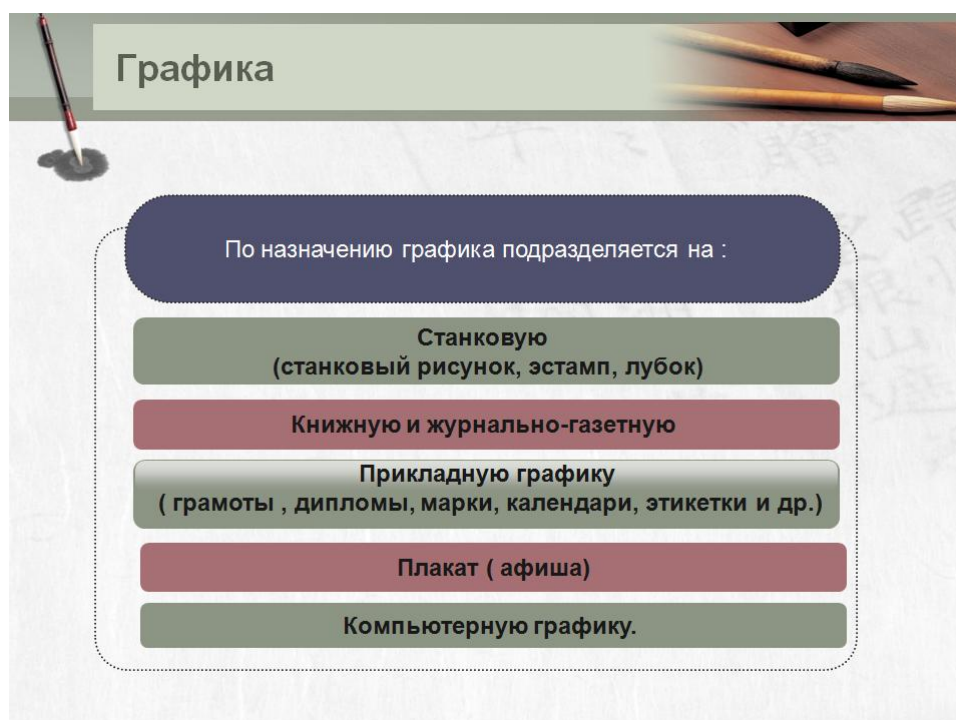 Графика
По назначению графика подразделяется на :
Станковую
(станковый рисунок, эстамп, лубок)
Книжную и журнально-газетную
Прикладную графику
( грамоты , дипломы, марки, календари, этикетки и др.)
Плакат ( афиша)
Компьютерную графику.